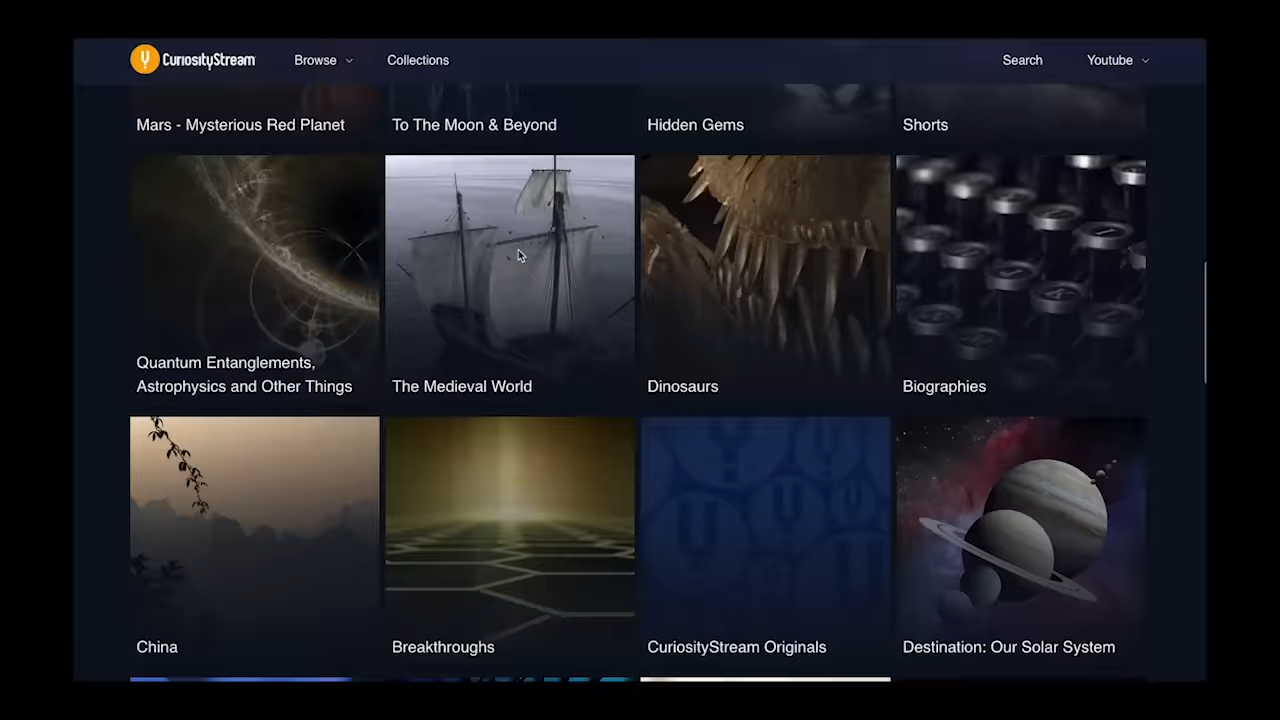 CuriosityStream
Browse
Collections
Search
Youtube
Mars - Mysterious Red Planet
To The Moon & Beyond
Hidden Gems
Shorts
Quantum Entanglements,
Astrophysics and Other Things
The Medieval World
Dinosaurs
Biographies
China
Breakthroughs
CuriosityStream Originals
Destination: Our Solar System